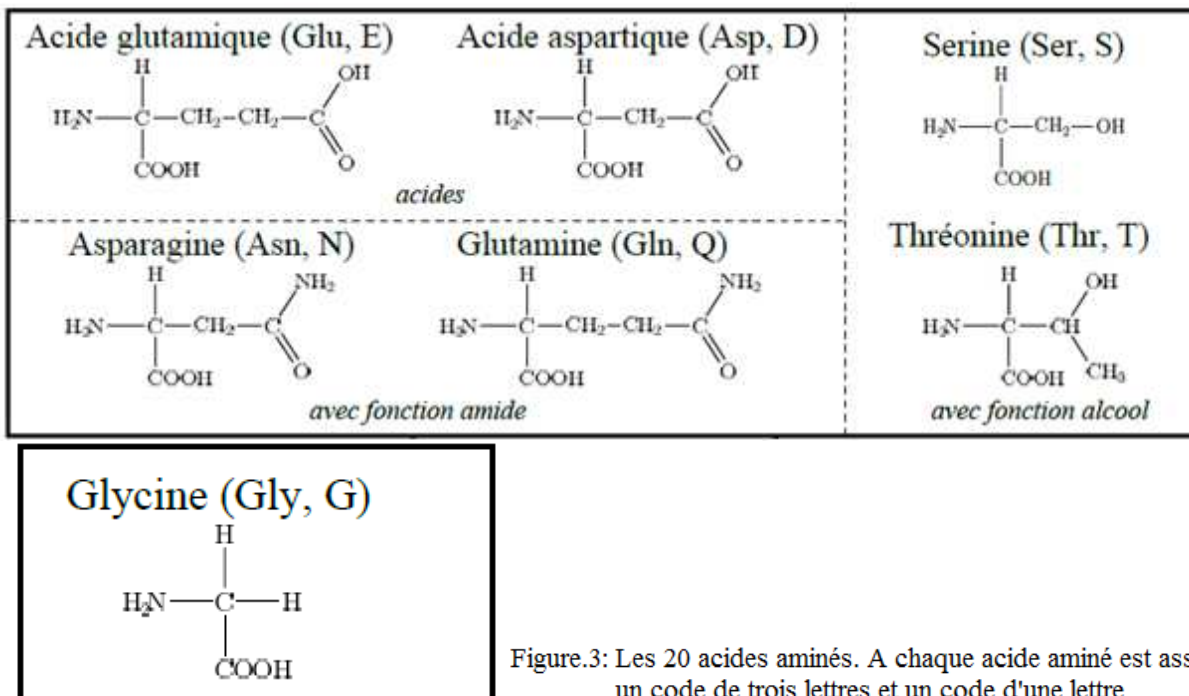 Acide glutamique (Glu, E)
H
OH
H₂N—C—CH₂—CH₂—C
COOH
O
Acide aspartique (Asp, D)
H
OH
H₂N—C—CH₂—C
COOH
O
acides
Serine (Ser, S)
H
H₂N—C—CH₂—OH
COOH
Asparagine (Asn, N)
H
NH₂
H₂N—C—CH₂—C
COOH
O
Glutamine (Gln, Q)
H
NH₂
H₂N—C—CH₂—CH₂—C
COOH
O
avec fonction amide
Thréonine (Thr, T)
H
OH
H₂N—C—CH
COOH
CH₃
avec fonction alcool
Glycine (Gly, G)
H
H₂N—C—H
COOH
Figure.3: Les 20 acides aminés. A chaque acide aminé est
un code de trois lettres et un code d'une lettre